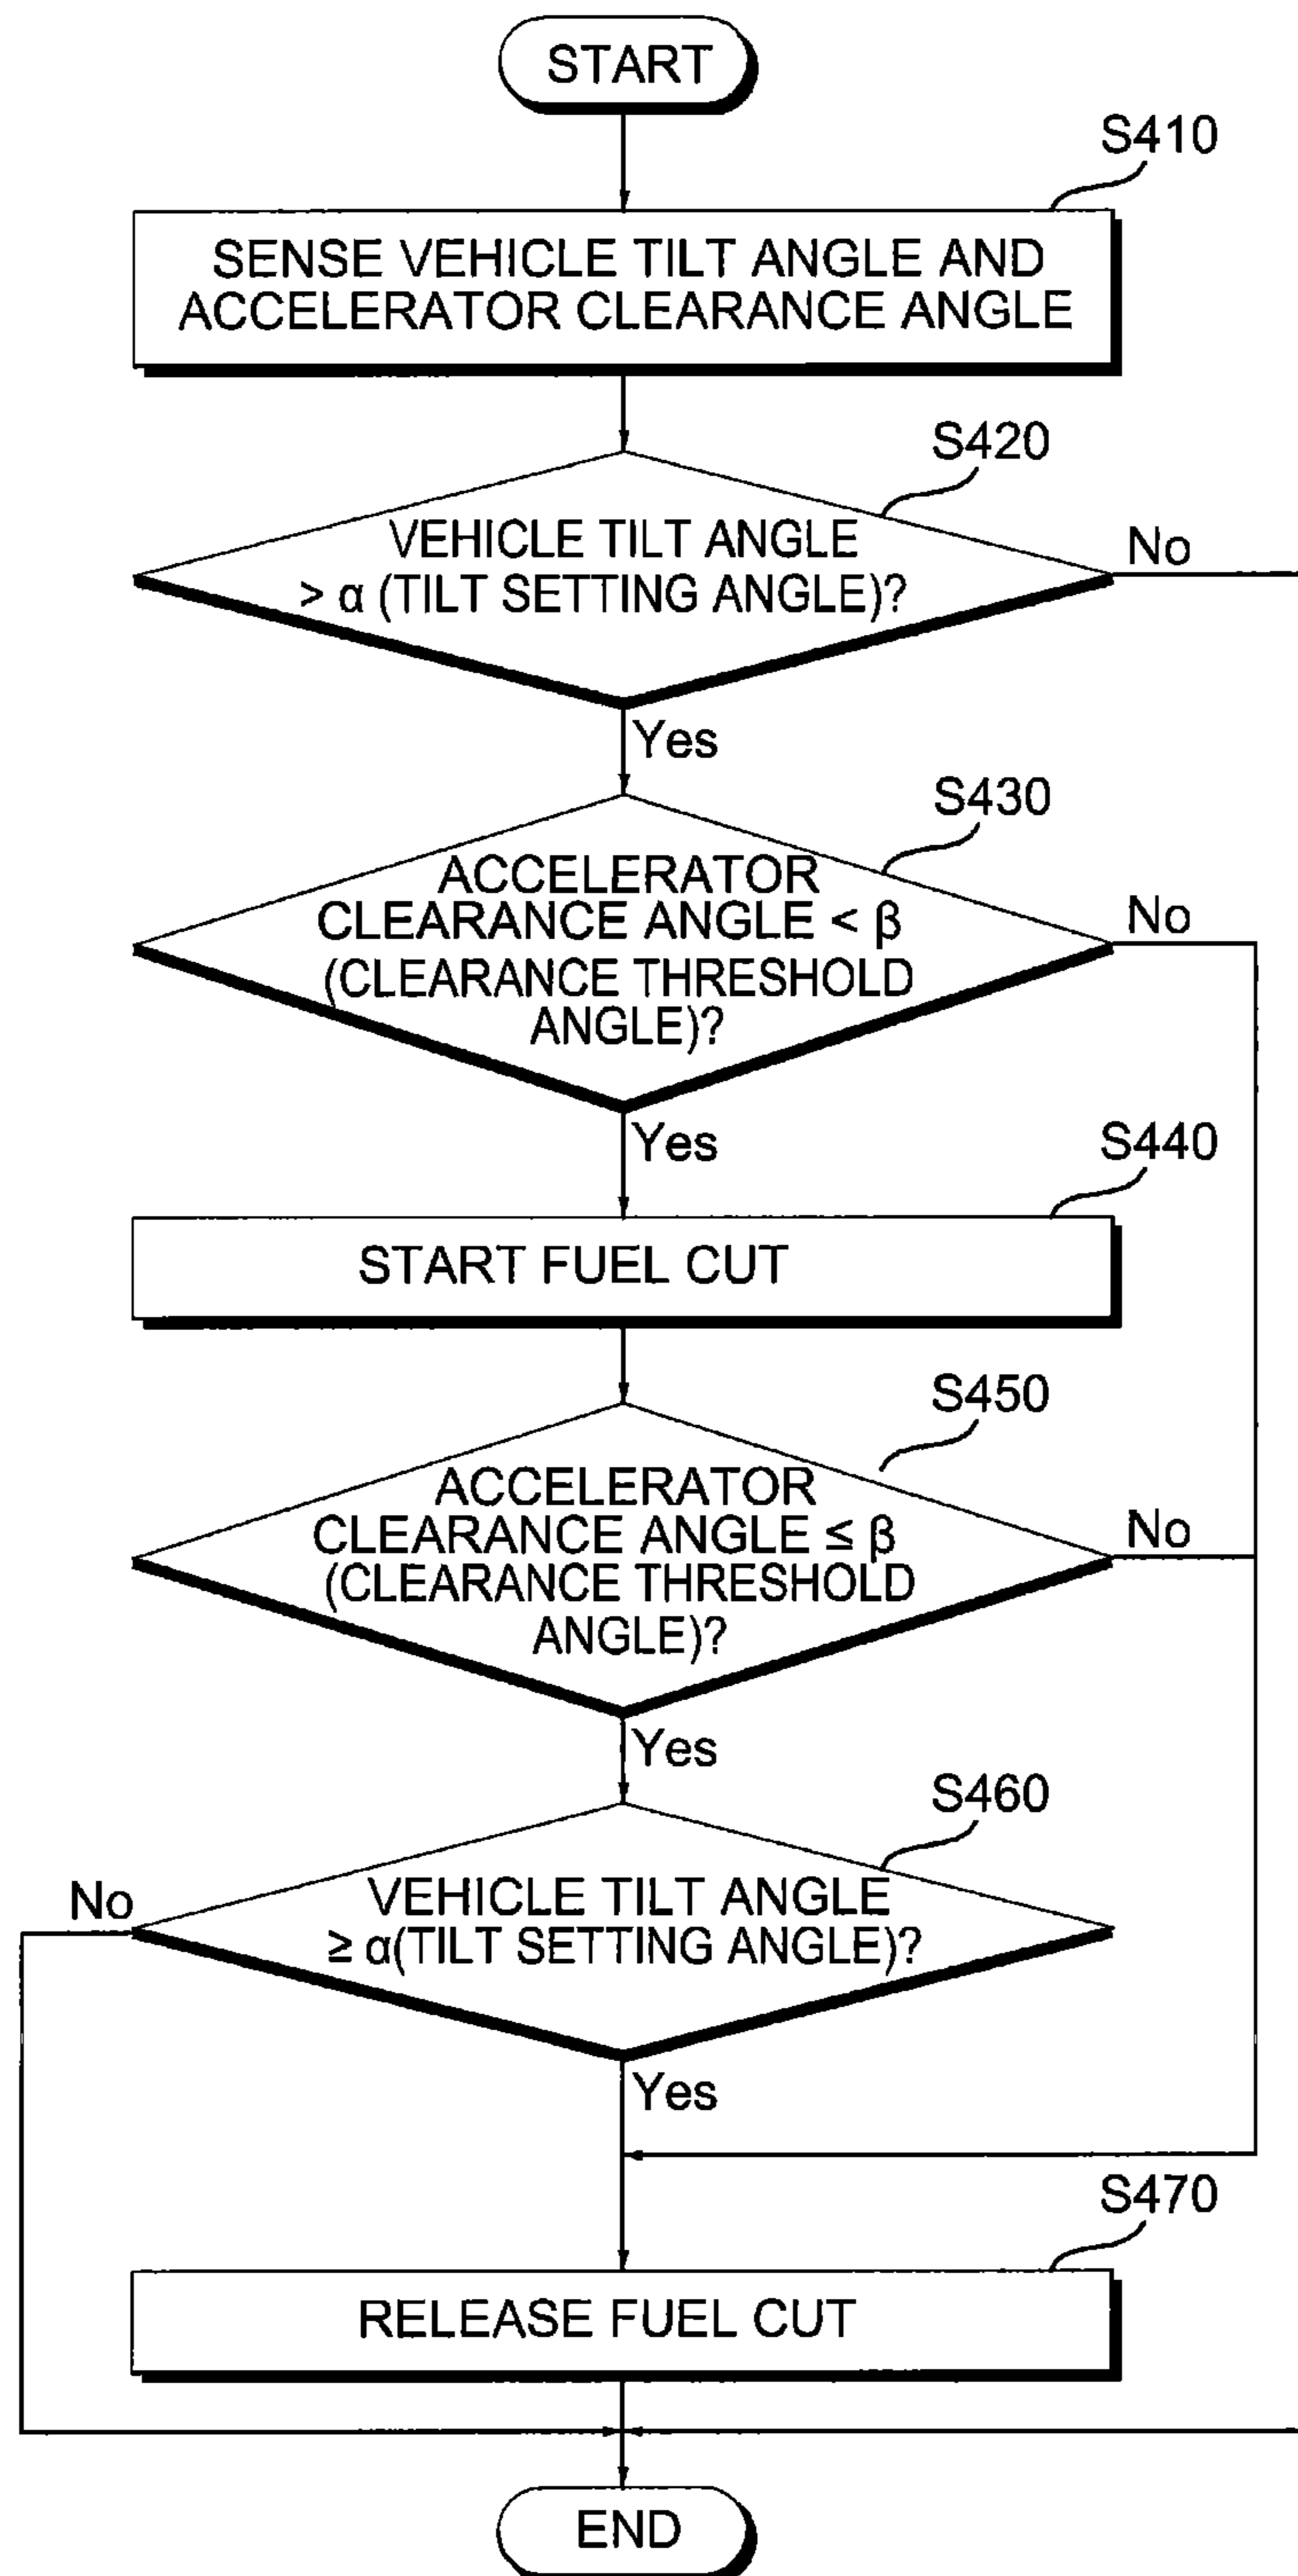 START
S410
SENSE VEHICLE TILT ANGLE AND
ACCELERATOR CLEARANCE ANGLE
S420
VEHICLE TILT ANGLE
> α (TILT SETTING ANGLE)?
No
Yes
S430
ACCELERATOR
CLEARANCE ANGLE < β
(CLEARANCE THRESHOLD
ANGLE)?
No
Yes
S440
START FUEL CUT
S450
ACCELERATOR
CLEARANCE ANGLE ≤ β
(CLEARANCE THRESHOLD
ANGLE)?
No
Yes
S460
No
VEHICLE TILT ANGLE
≥ α(TILT SETTING ANGLE)?
Yes
S470
RELEASE FUEL CUT
END